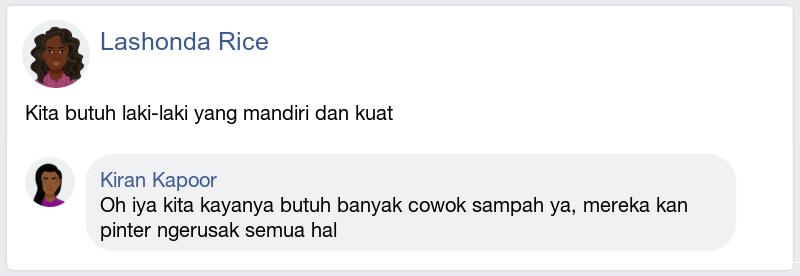 Lashonda Rice
Kita butuh laki-laki yang mandiri dan kuat
Kiran Kapoor
Oh iya kita kayanya butuh banyak cowok sampah ya, mereka kan
pinter ngerusak semua hal